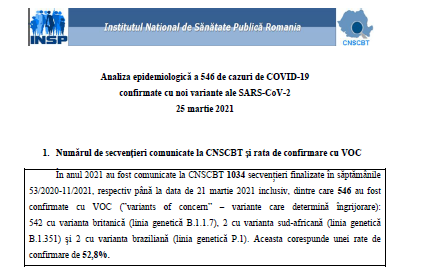 INSP
Institutul National de Sănătate Publică Romania
CNSCBT
Analiza epidemiologică a 546 de cazuri de COVID-19
confirmate cu noi variante ale SARS-CoV-2
25 martie 2021
1. Numărul de secvențieri comunicate la CNSCBT și rata de confirmare cu VOC
În anul 2021 au fost comunicate la CNSCBT 1034 secvențieri finalizate în săptămânile
53/2020-11/2021, respectiv până la data de 21 martie 2021 inclusiv, dintre care 546 au fost
confirmate cu VOC ("variants of concern" – variante care determină îngrijorare):
542 cu varianta britanică (linia genetică B.1.1.7), 2 cu varianta sud-africană (linia genetică
B.1.351) și 2 cu varianta braziliană (linia genetică P.1). Aceasta corespunde unei rate de
confirmare de 52,8%.